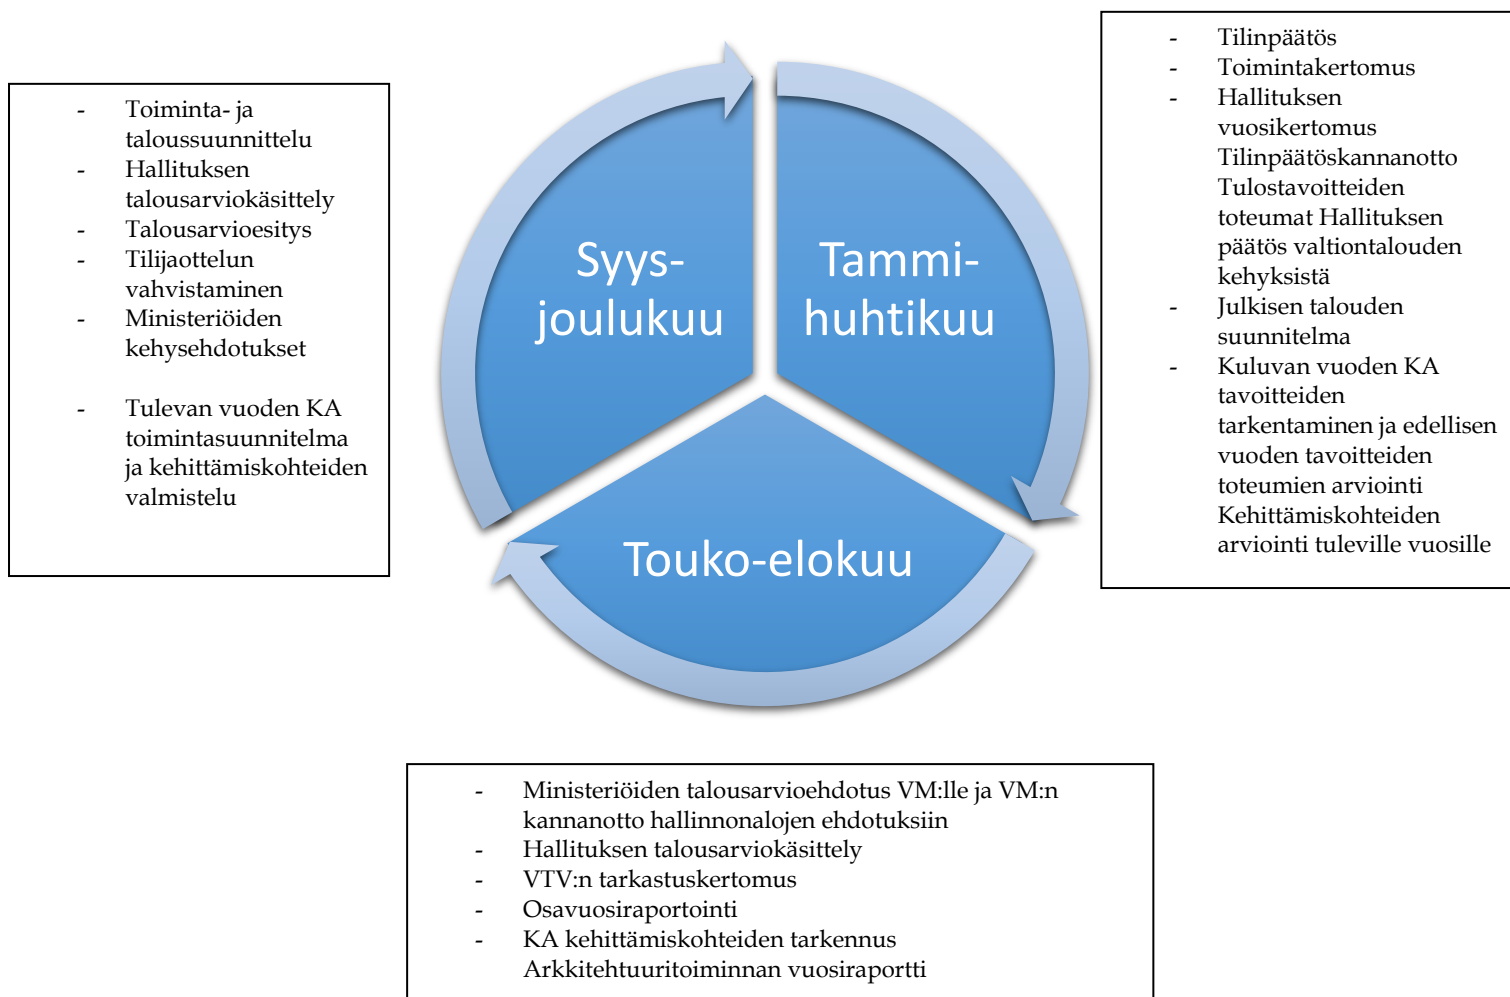 - Toiminta- ja
taloussuunnittelu
- Hallituksen
talousarviokäsittely
- Talousarvioesitys
- Tilijaottelun
vahvistaminen
- Ministeriöiden
kehysehdotukset
- Tulevan vuoden KA
toimintasuunnitelma
ja kehittämiskohteiden
valmistelu
Syys-
joulukuu
Tammi-
huhtikuu
Touko-elokuu
- Tilinpäätös
- Toimintakertomus
- Hallituksen
vuosikertomus
Tilinpäätöskannanotto
Tulostavoitteiden
toteumat Hallituksen
päätös valtiontalouden
kehyksistä
- Julkisen talouden
suunnitelma
- Kuluvan vuoden KA
tavoitteiden
tarkentaminen ja edellisen
vuoden tavoitteiden
toteumien arviointi
Kehittämiskohteiden
arviointi tuleville vuosille
- Ministeriöiden talousarvioehdotus VM:lle ja VM:n
kannanotto hallinnonalojen ehdotuksiin
- Hallituksen talousarviokäsittely
- VTV:n tarkastuskertomus
- Osavuosiraportointi
- KA kehittämiskohteiden tarkennus
Arkkitehtuuritoiminnan vuosiraportti